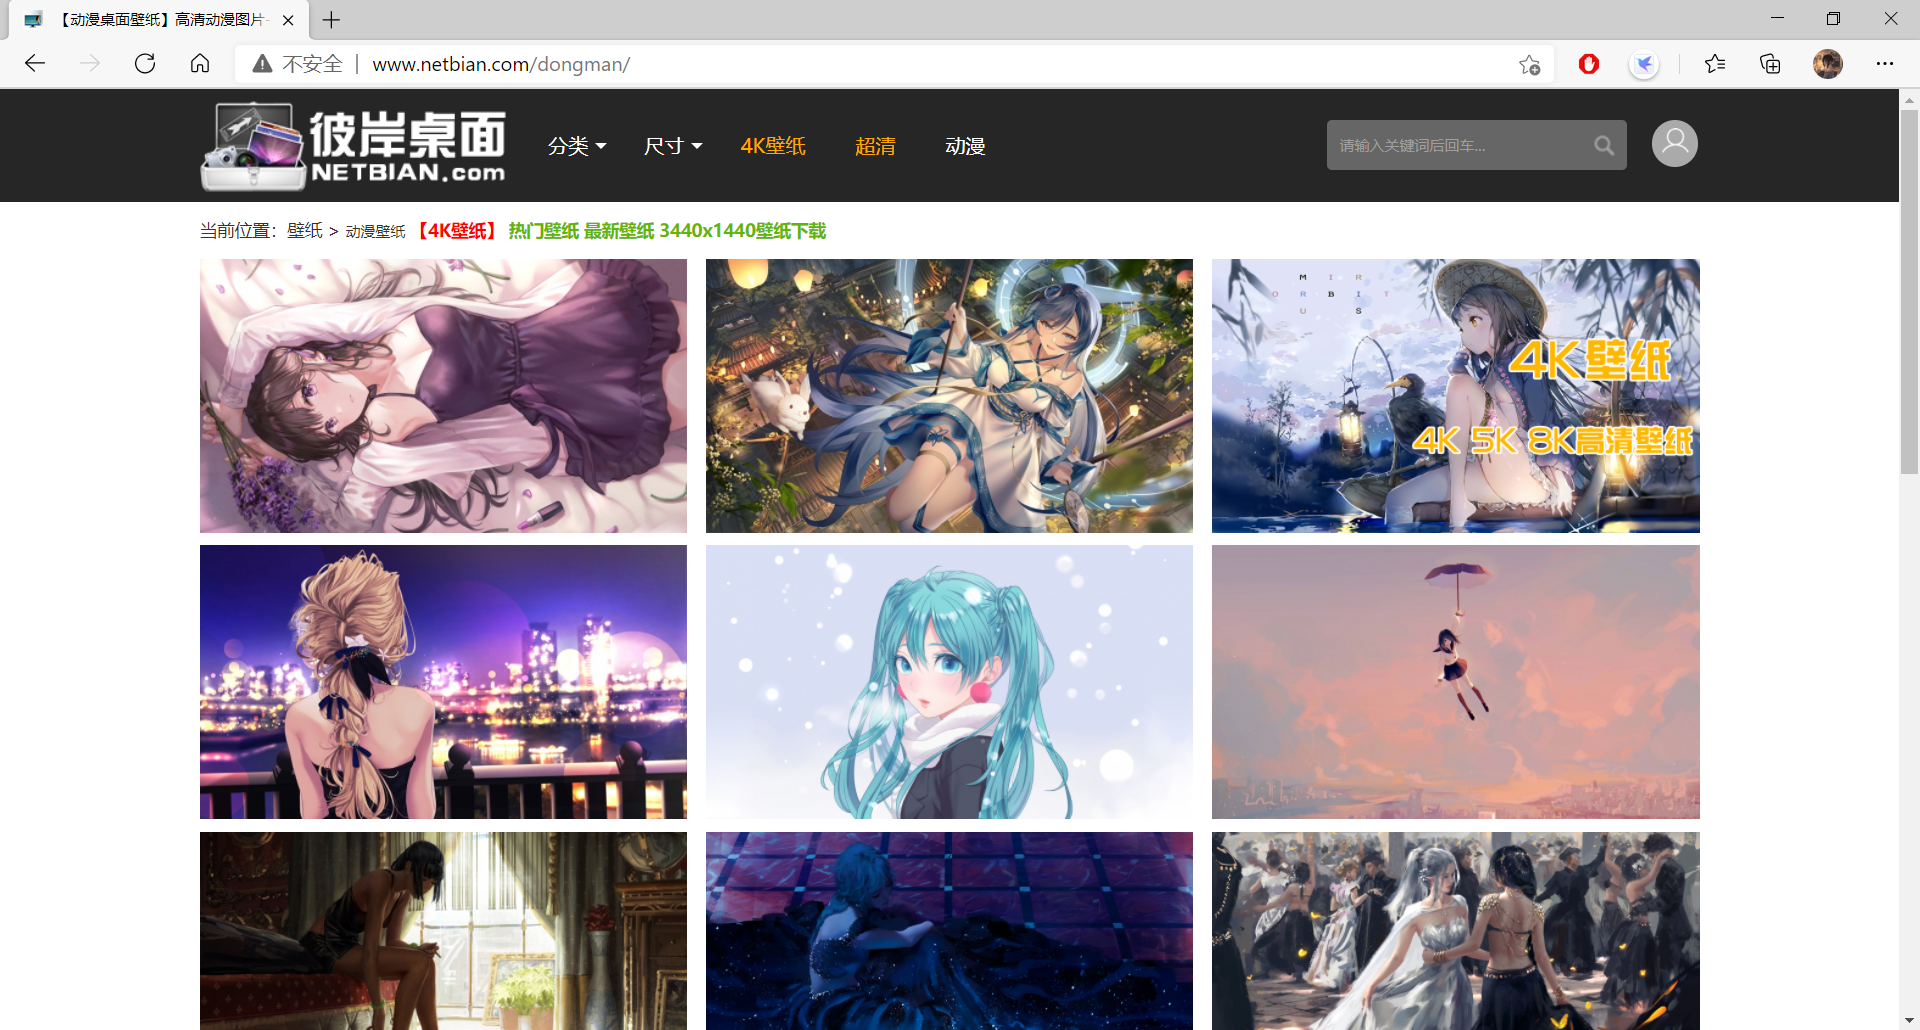 【动漫桌面壁纸】高清动漫图片-
不安全 | www.netbian.com/dongman/
彼岸桌面
NETBIAN.com
分类 尺寸 4K壁纸 超清 动漫
请输入关键词后回车...
当前位置：壁纸 > 动漫壁纸 【4K壁纸】 热门壁纸 最新壁纸 3440x1440壁纸下载
M I R
O R B I T
U S
4K壁纸
4K 5K 8K高清壁纸